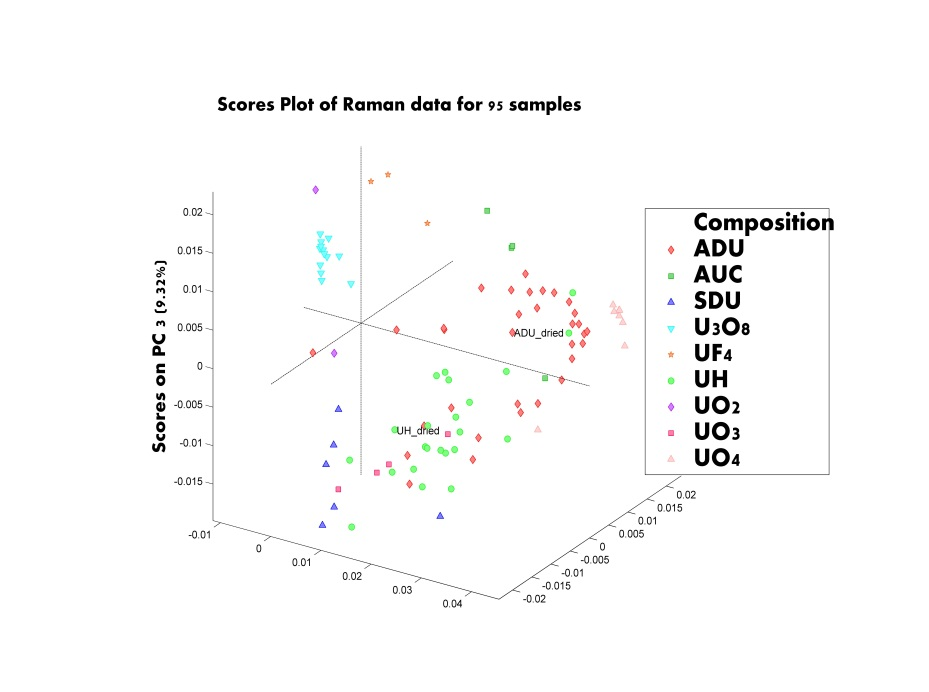 Scores Plot of Raman data for 95 samples
Scores on PC 3 (9.32%)
0.02
0.015
0.01
0.005
0
-0.005
-0.01
-0.015
-0.01
0
0.01
0.02
0.03
0.04
0.02
0.015
0.01
0.005
0
-0.005
-0.01
-0.015
-0.02
ADU_dried
UH_dried
Composition
ADU
AUC
SDU
U3O8
UF4
UH
UO2
UO3
UO4